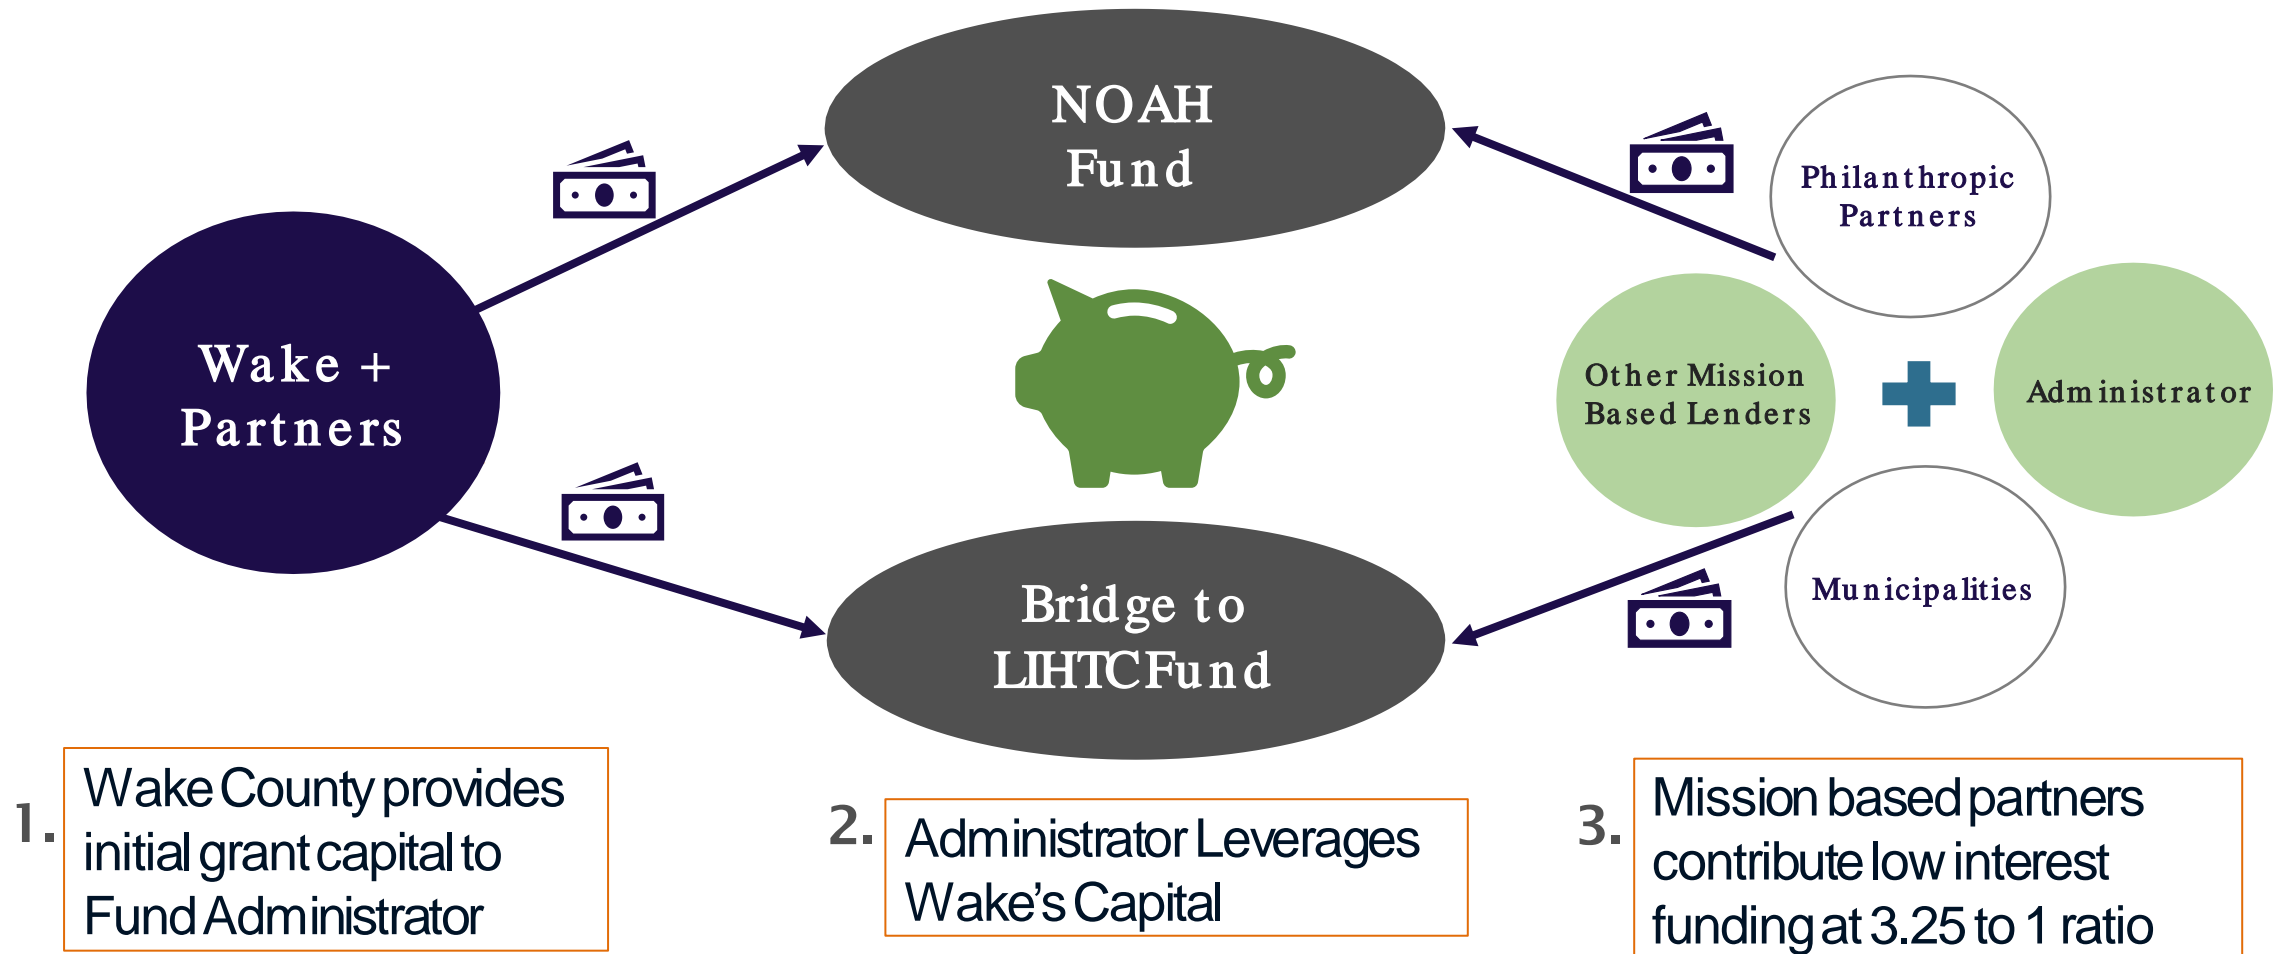 NOAH
Fund
Philanthropic
Partners
Wake +
Partners
Other Mission
Based Lenders
Administrator
Bridge to
LIHTC Fund
Municipalities
1.
Wake County provides
initial grant capital to
Fund Administrator
2.
Administrator Leverages
Wake's Capital
3.
Mission based partners
contribute low interest
funding at 3.25 to 1 ratio